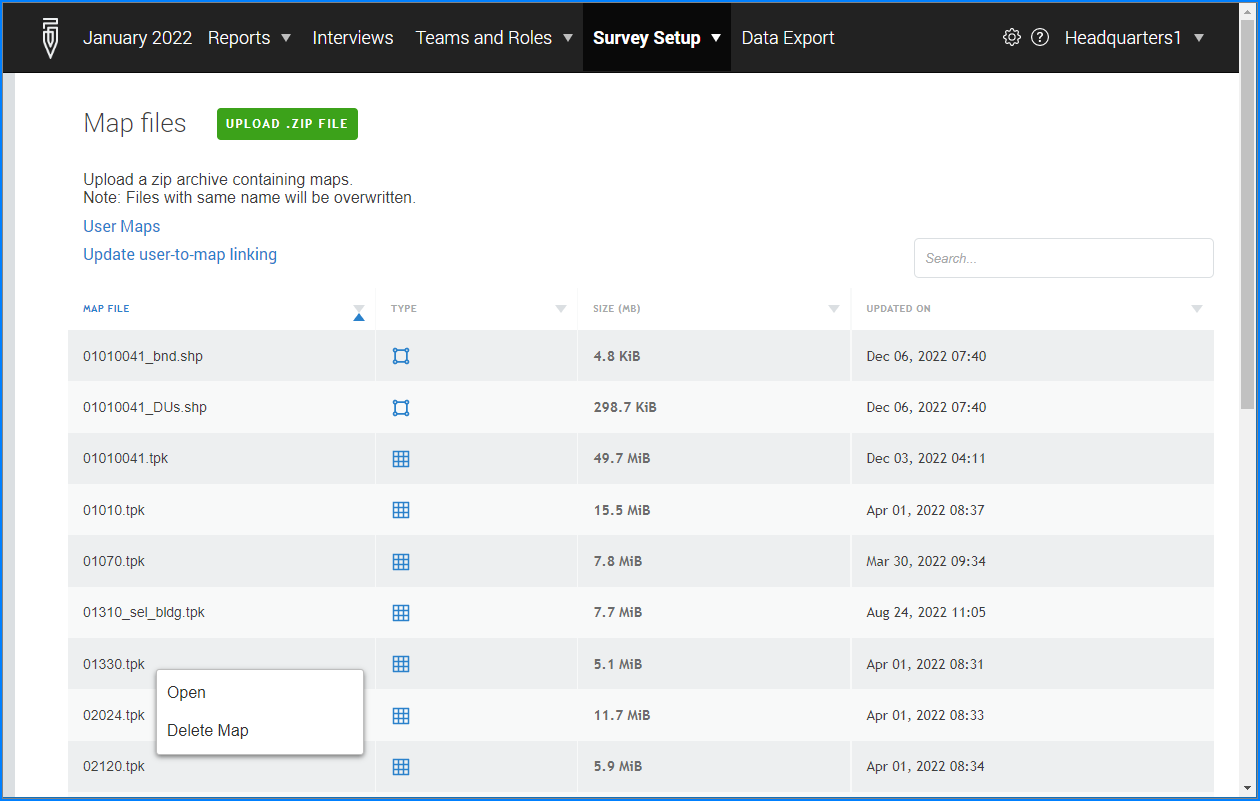 January 2022 Reports Interviews Teams and Roles Survey Setup Data Export Headquarters1
Map files UPLOAD .ZIP FILE
Upload a zip archive containing maps.
Note: Files with same name will be overwritten.
User Maps
Update user-to-map linking
Search...
MAP FILE TYPE SIZE (MB) UPDATED ON
01010041_bnd.shp 4.8 KiB Dec 06, 2022 07:40
01010041_DUs.shp 298.7 KiB Dec 06, 2022 07:40
01010041.tpk 49.7 MiB Dec 03, 2022 04:11
01010.tpk 15.5 MiB Apr 01, 2022 08:37
01070.tpk 7.8 MiB Mar 30, 2022 09:34
01310_sel_bldg.tpk 7.7 MiB Aug 24, 2022 11:05
01330.tpk 5.1 MiB Apr 01, 2022 08:31
Open
02024.tpk 11.7 MiB Apr 01, 2022 08:33
Delete Map
02120.tpk 5.9 MiB Apr 01, 2022 08:34